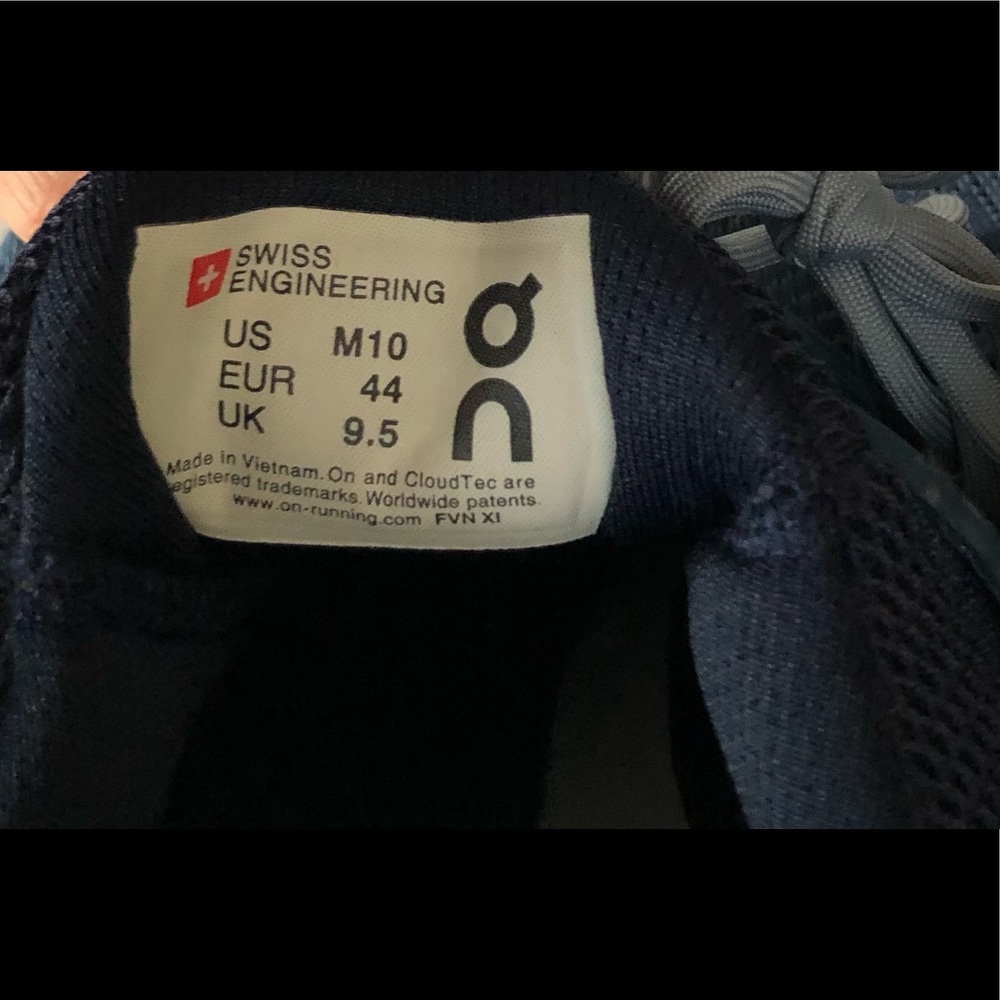 SWISS
ENGINEERING
US M10
EUR 44
UK 9.5
On
Made in Vietnam. On and CloudTec are
registered trademarks. Worldwide patents.
www.on-running.com FVN XI